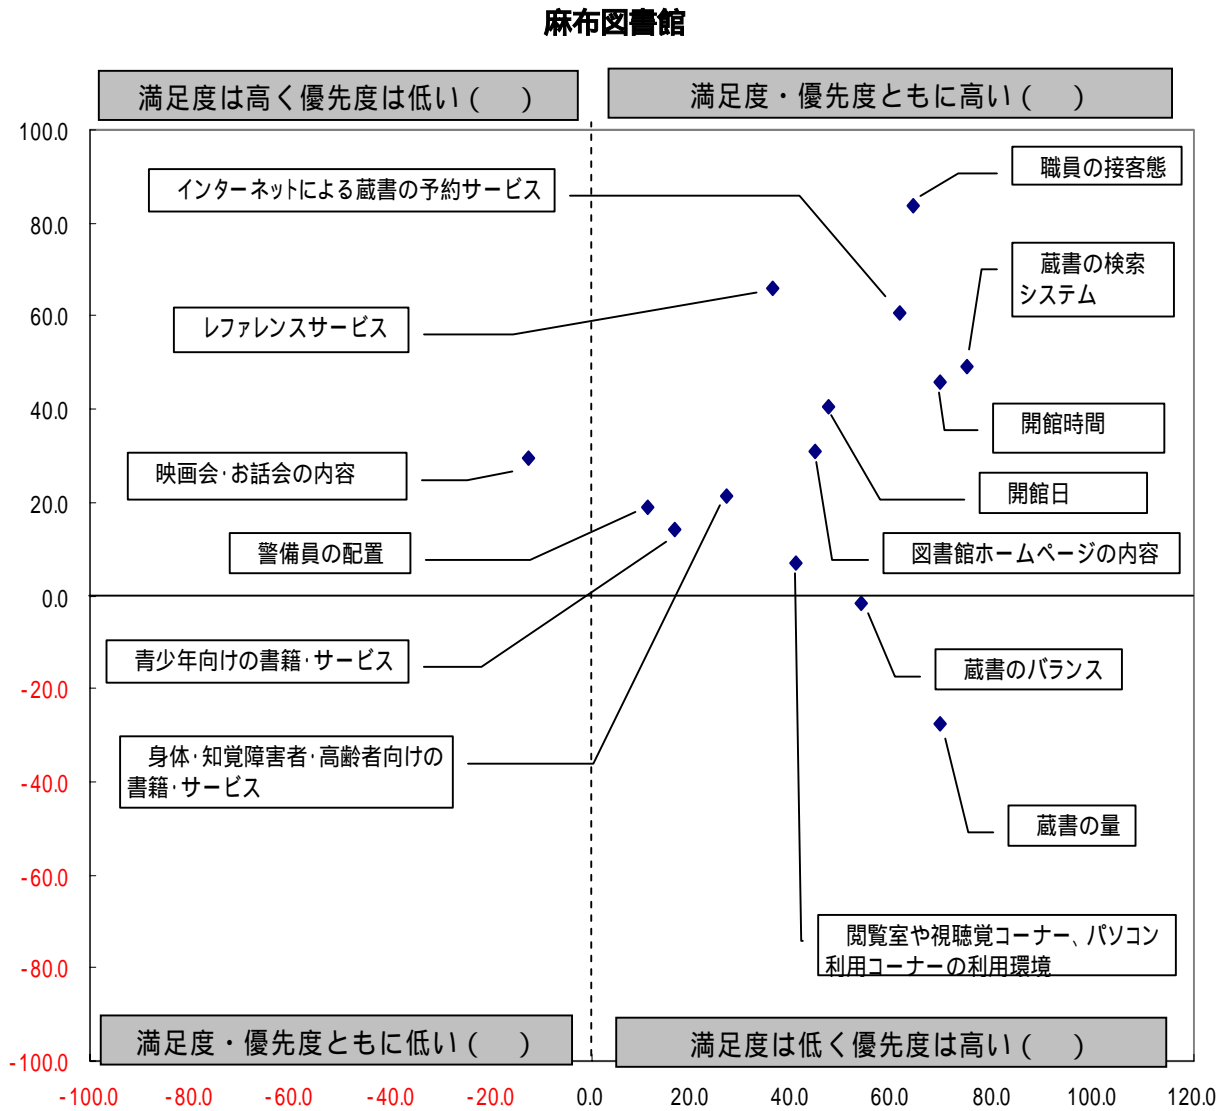 麻布図書館
満足度は高く優先度は低い ( )
満足度・優先度ともに高い ( )
100.0
80.0
60.0
40.0
20.0
0.0
-20.0
-40.0
-60.0
-80.0
-100.0
インターネットによる蔵書の予約サービス
職員の接客態
蔵書の検索
システム
レファレンスサービス
開館時間
映画会・お話会の内容
開館日
警備員の配置
図書館ホームページの内容
青少年向けの書籍・サービス
蔵書のバランス
身体・知覚障害者・高齢者向けの
書籍・サービス
蔵書の量
閲覧室や視聴覚コーナー、パソコン
利用コーナーの利用環境
満足度・優先度ともに低い ( )
満足度は低く優先度は高い ( )
-100.0 -80.0 -60.0 -40.0 -20.0 0.0 20.0 40.0 60.0 80.0 100.0 120.0